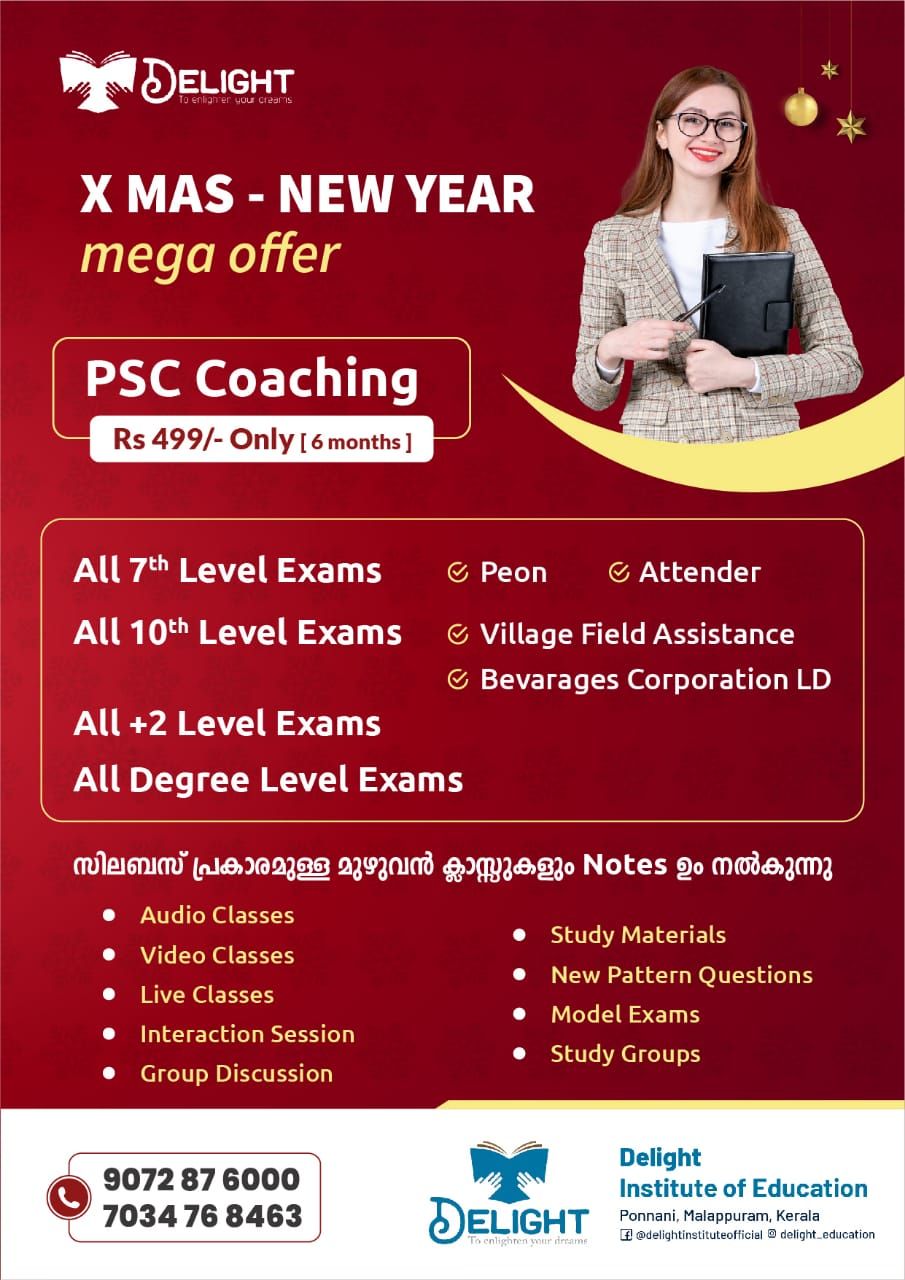 DELIGHT
To enlighten your dreams
X MAS - NEW YEAR
mega offer
PSC Coaching
Rs 499/- Only [ 6 months ]
All 7th Level Exams
Peon
Attender
All 10th Level Exams
Village Field Assistance
Bevarages Corporation LD
All +2 Level Exams
All Degree Level Exams
സിലബസ് പ്രകാരമുള്ള മുഴുവൻ ക്ലാസ്സുകളും Notes ഉം നൽകുന്നു
Audio Classes
Video Classes
Live Classes
Interaction Session
Group Discussion
Study Materials
New Pattern Questions
Model Exams
Study Groups
9072 87 6000
7034 76 8463
DELIGHT
To enlighten your dreams
Delight
Institute of Education
Ponnani, Malappuram, Kerala
@delightinstituteofficial delight_education